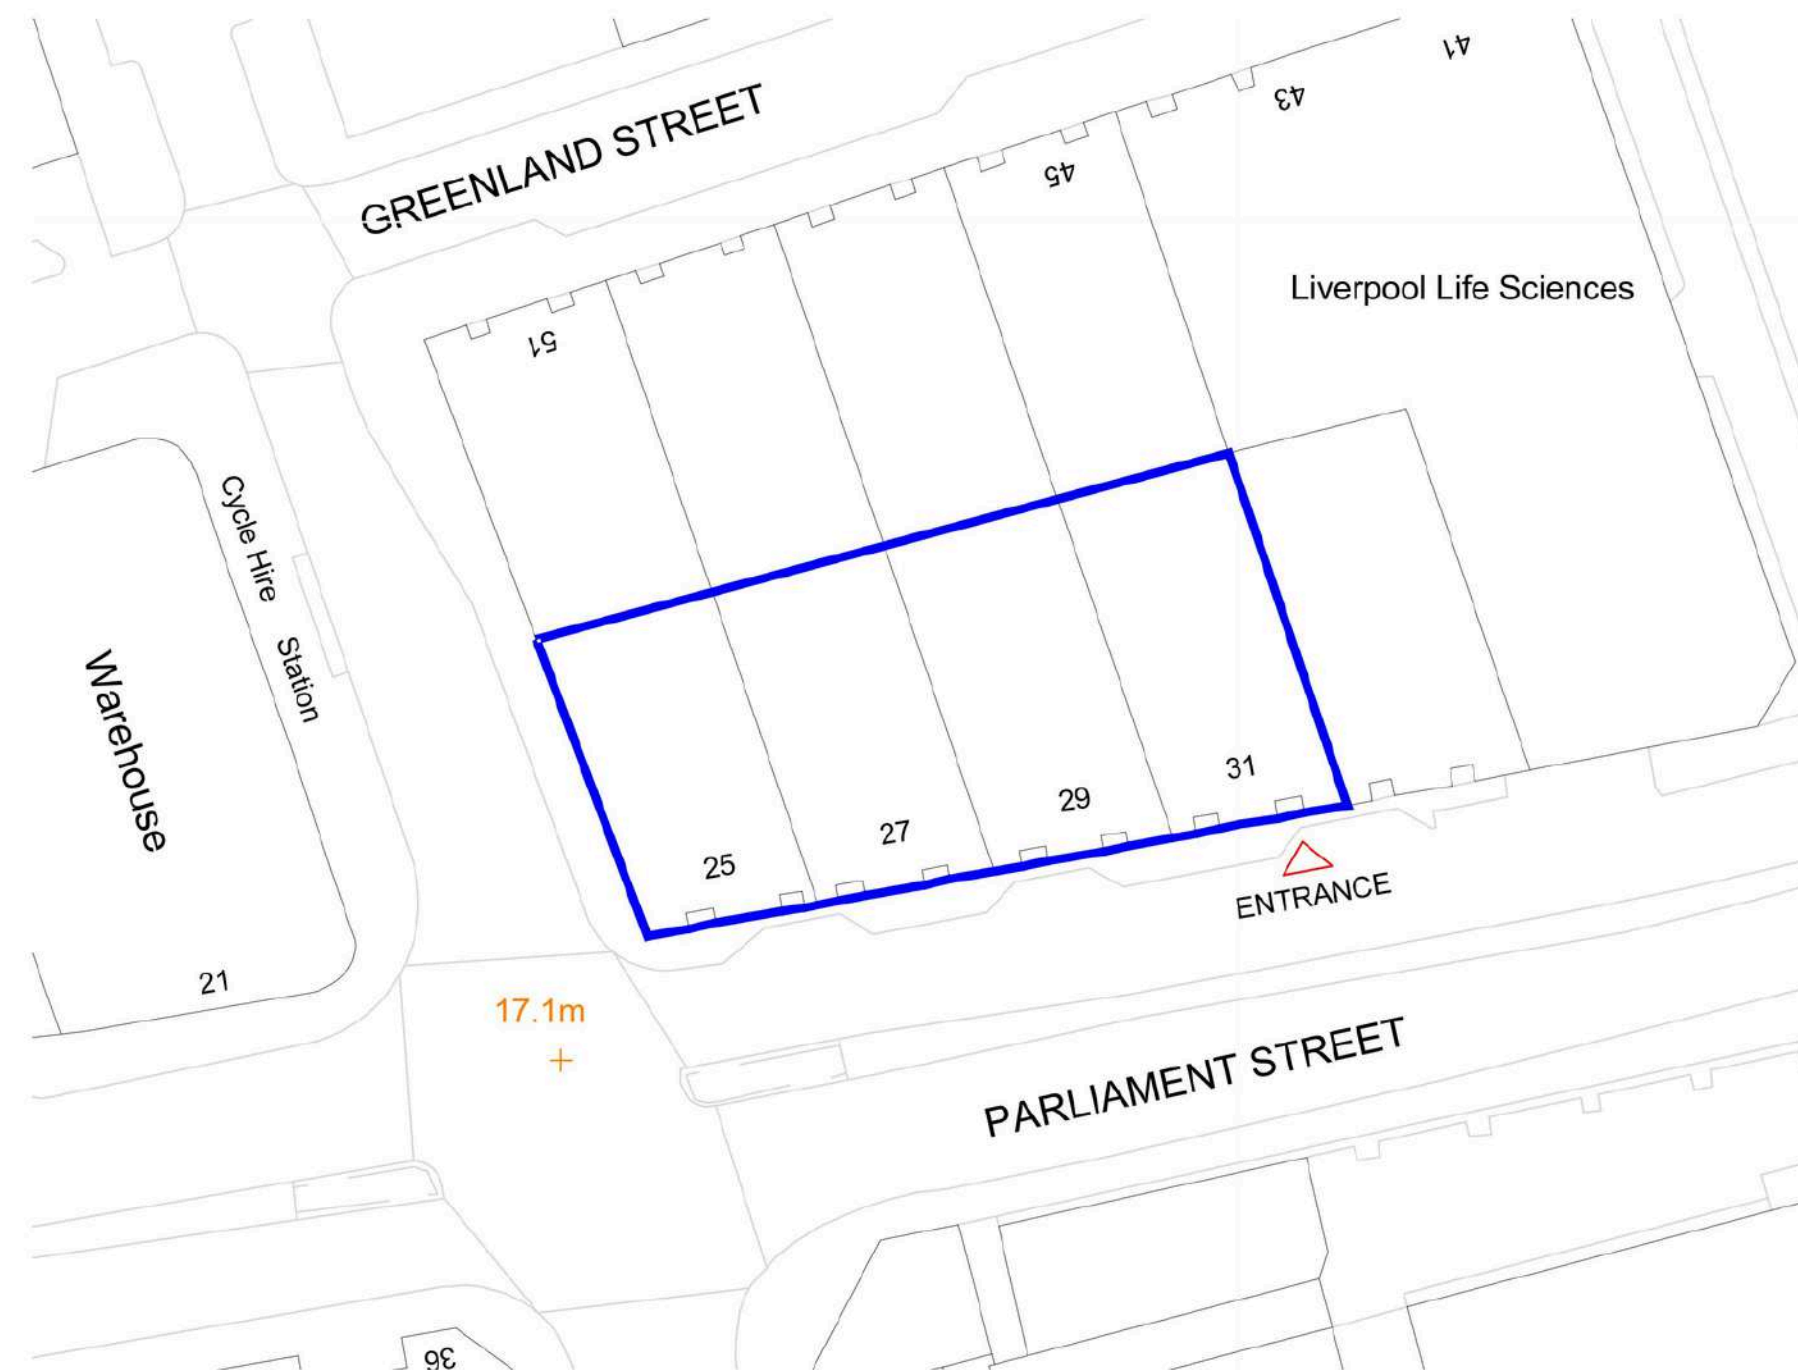 41
43
GREENLAND STREET
45
Liverpool Life Sciences
51
Cycle Hire
Station
Warehouse
31
29
27
25
ENTRANCE
21
17.1m
PARLIAMENT STREET
36